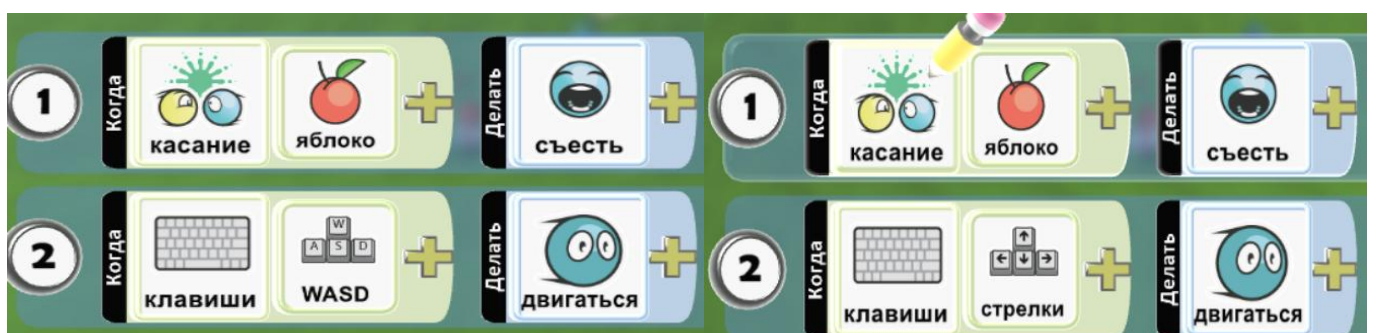 1 Когда касание яблоко Делать съесть
2 Когда клавиши W A S D WASD Делать двигаться
1 Когда касание яблоко Делать съесть
2 Когда клавиши стрелки Делать двигаться